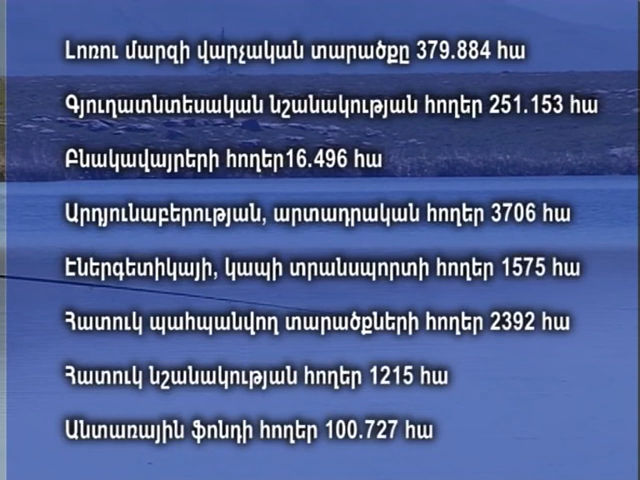 Լոռու մարզի վարչական տարածքը 379.884 հա
Գյուղատնտեսական նշանակության հողեր 251.153 հա
Բնակավայրերի հողեր16.496 հա
Արդյունաբերության, արտադրական հողեր 3706 հա
Էներգետիկայի, կապի տրանսպորտի հողեր 1575 հա
Հատուկ պահպանվող տարածքների հողեր 2392 հա
Հատուկ նշանակության հողեր 1215 հա
Անտառային ֆոնդի հողեր 100.727 հա